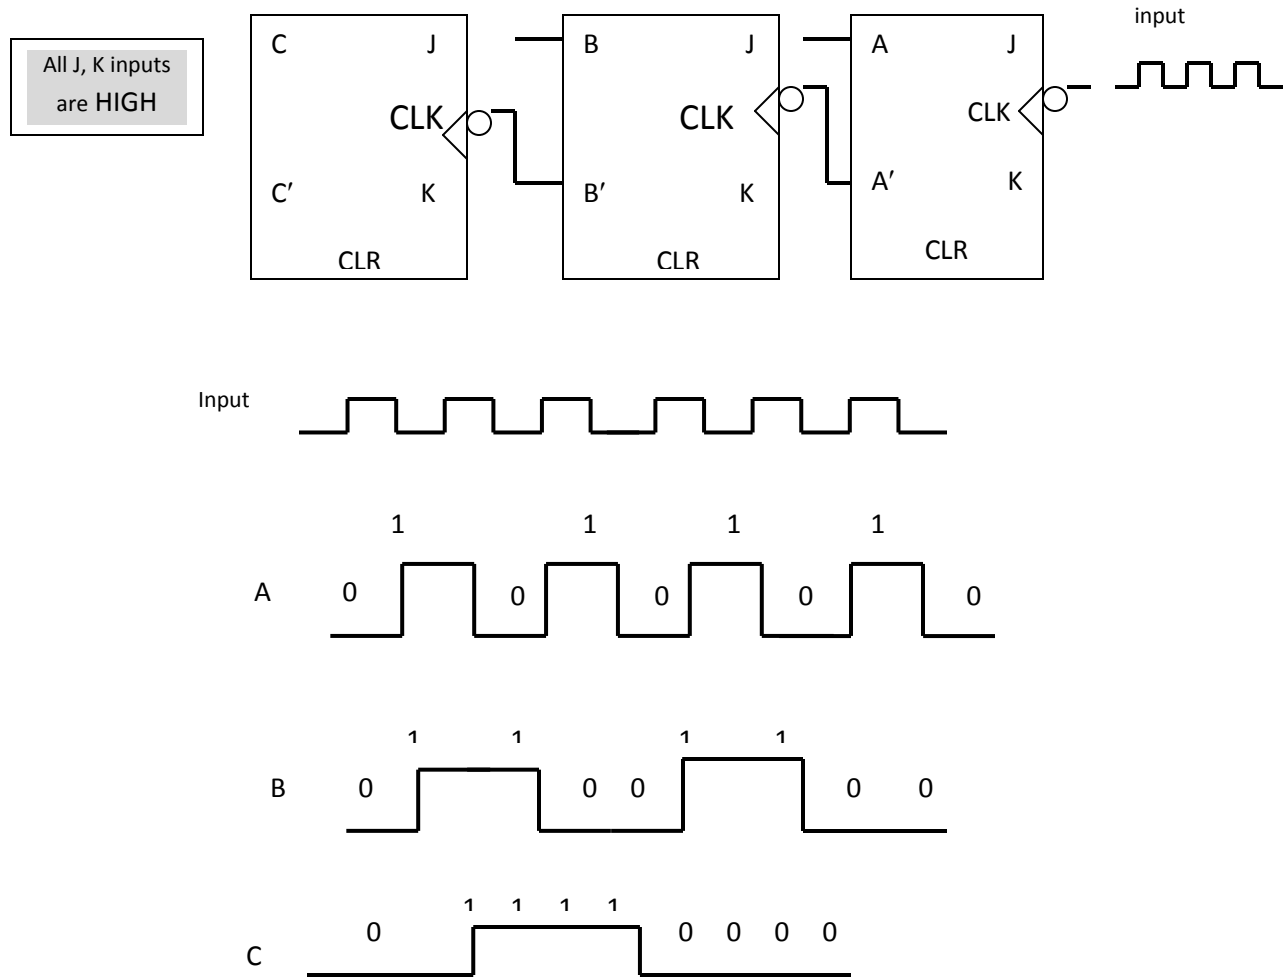 input
C J B J A J
All J, K inputs
are HIGH
CLK CLK CLK
C′ K B′ K A′ K
CLR CLR CLR
Input
1 1 1 1
A 0 0 0 0 0
1 1 1 1
B 0 0 0 0 0
1 1 1 1
C 0 0 0 0 0